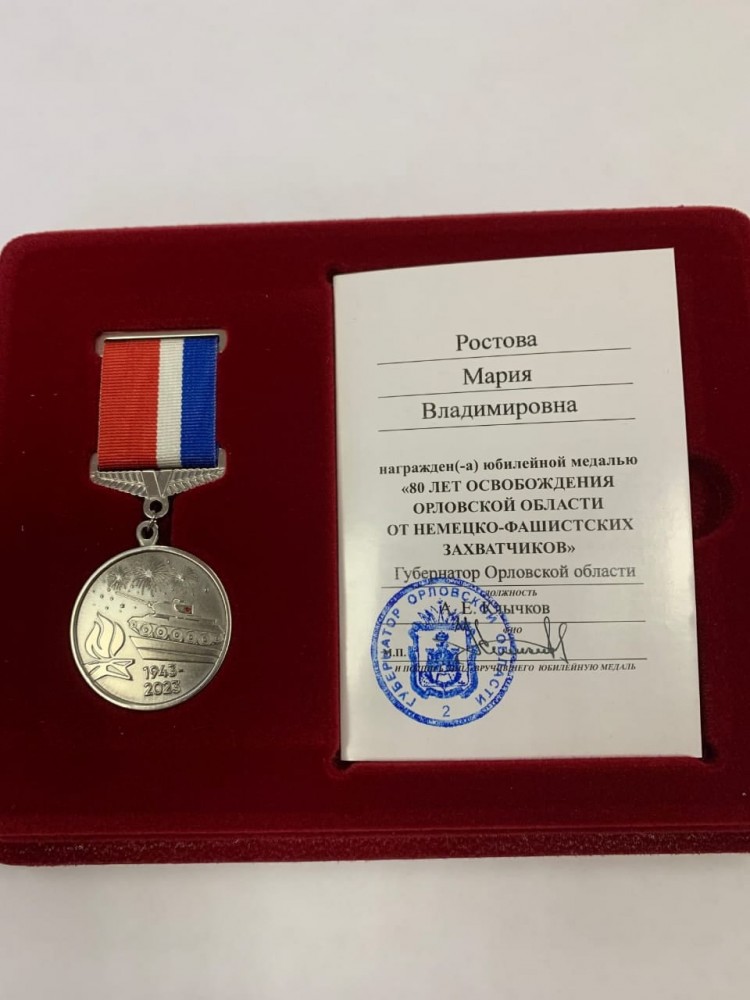 1943-
2023
Ростова
Мария
Владимировна
награжден(-а) юбилейной медалью
«80 ЛЕТ ОСВОБОЖДЕНИЯ
ОРЛОВСКОЙ ОБЛАСТИ
ОТ НЕМЕЦКО-ФАШИСТСКИХ
ЗАХВАТЧИКОВ»
Губернатор Орловской области
ДОЛЖНОСТЬ
А. Е. Клычков
М.П.
ЮБИЛЕЙНУЮ МЕДАЛЬ
ГУБЕРНАТОР ОРЛОВСКОЙ ОБЛАСТИ
2